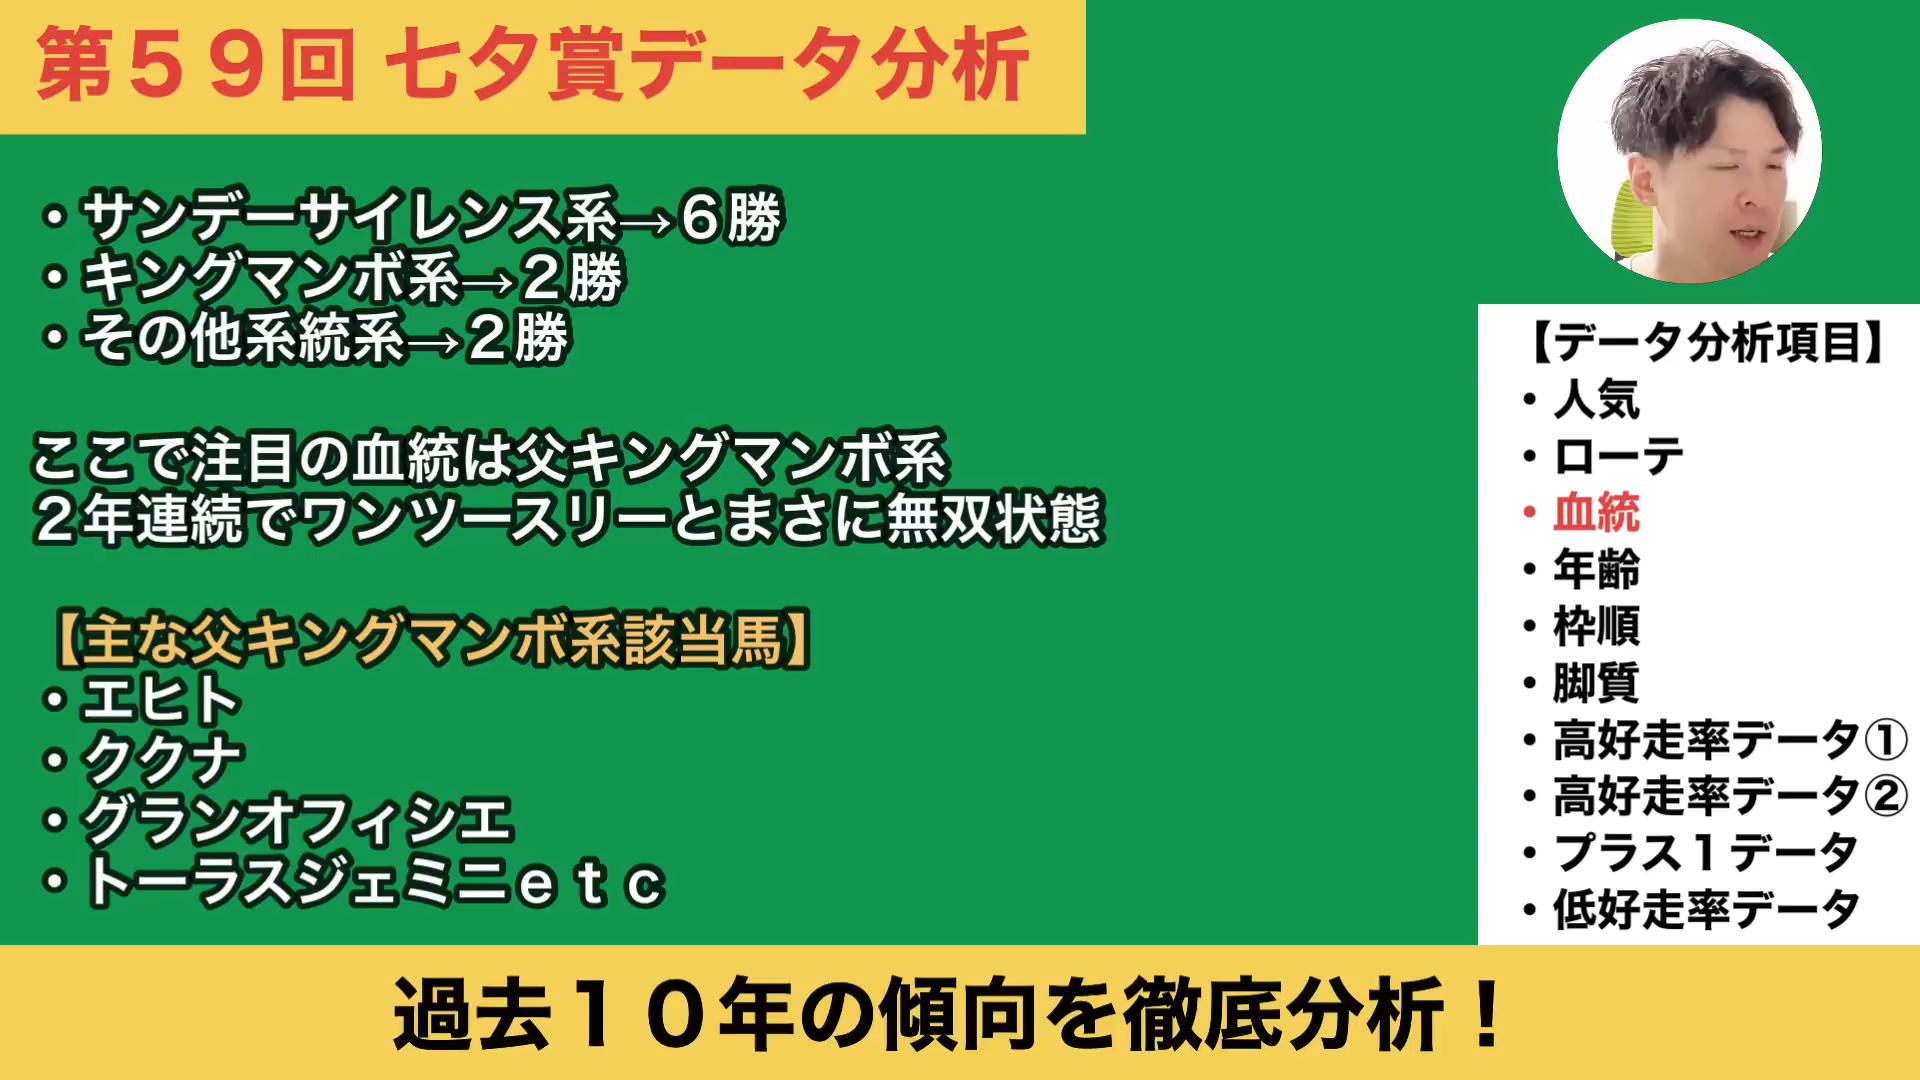 第５９回 七夕賞データ分析
・サンデーサイレンス系→６勝
・キングマンボ系→２勝
・その他系統系→２勝
ここで注目の血統は父キングマンボ系
２年連続でワンツースリーとまさに無双状態
【主な父キングマンボ系該当馬】
・エヒト
・ククナ
・グランオフィシエ
・トーラスジェミニｅｔｃ
【データ分析項目】
・人気
・ローテ
・血統
・年齢
・枠順
・脚質
・高好走率データ①
・高好走率データ②
・プラス１データ
・低好走率データ
過去１０年の傾向を徹底分析！